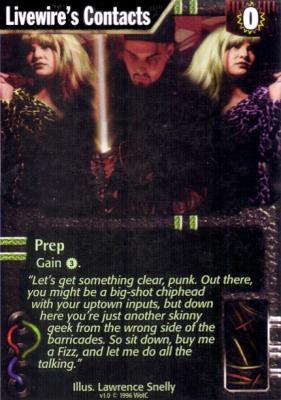 Livewire's Contacts
0
Prep
Gain 3.
"Let's get something clear, punk. Out there,
you might be a big-shot chiphead
with your uptown inputs, but down
here you're just another skinny
geek from the wrong side of the
barricades. So sit down, buy me
a Fizz, and let me do all the
talking."
Illus. Lawrence Snelly
v1.0 © 1996 WotC